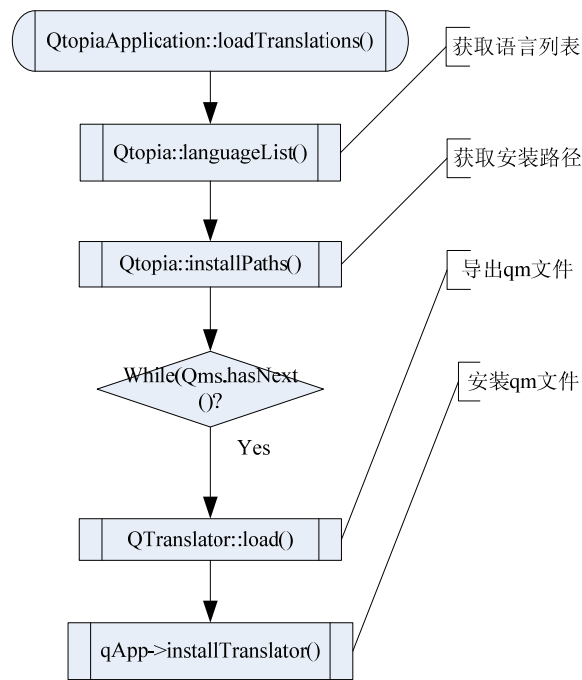 QtopiaApplication::loadTranslations()
获取语言列表
Qtopia::languageList()
获取安装路径
Qtopia::installPaths()
导出qm文件
While(Qms.hasNext
()?
安装qm文件
Yes
QTranslator::load()
qApp->installTranslator()